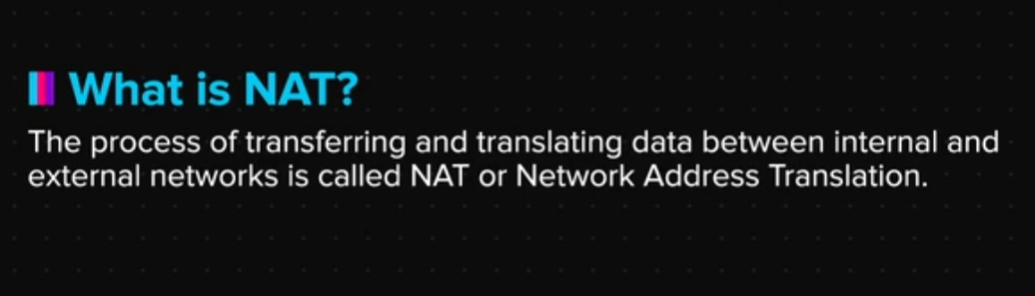 What is NAT?
The process of transferring and translating data between internal and
external networks is called NAT or Network Address Translation.